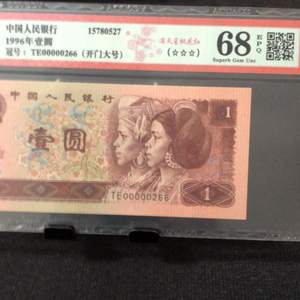 中国人民银行 15780527
1996年壹圆
冠号：TE00000266（开门大号）
(☆☆☆)
68 EPQ
Superb Gem Unc
中国人民银行
壹圆
1
1
TE00000266